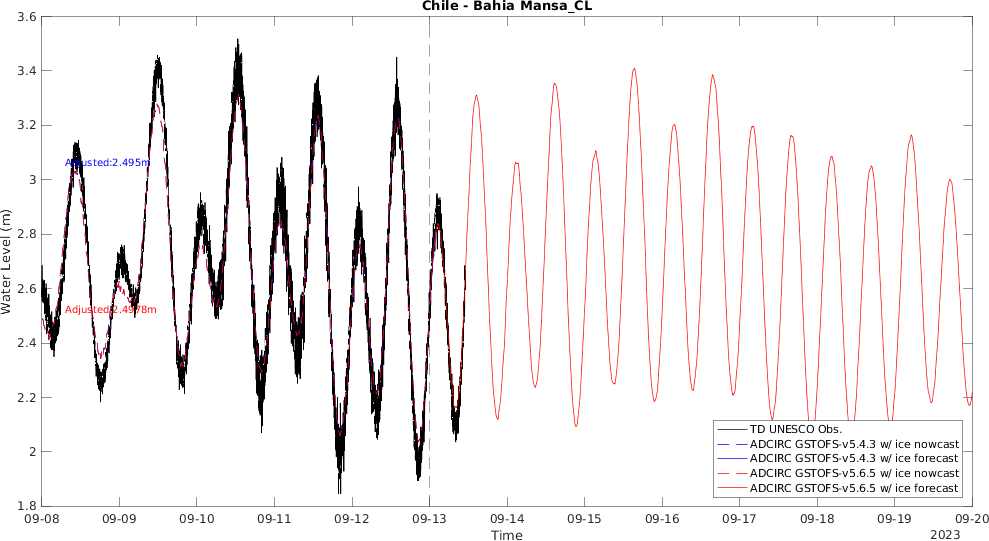 Chile - Bahia Mansa_CL
3.6
3.4
3.2
3
2.8
2.6
2.4
2.2
2
1.8
Water Level (m)
Adjusted:2.495m
Adjusted:2.4978m
TD UNESCO Obs.
ADCIRC GSTOFS-v5.4.3 w/ ice nowcast
ADCIRC GSTOFS-v5.4.3 w/ ice forecast
ADCIRC GSTOFS-v5.6.5 w/ ice nowcast
ADCIRC GSTOFS-v5.6.5 w/ ice forecast
09-08 09-09 09-10 09-11 09-12 09-13 09-14 09-15 09-16 09-17 09-18 09-19 09-20
Time
2023